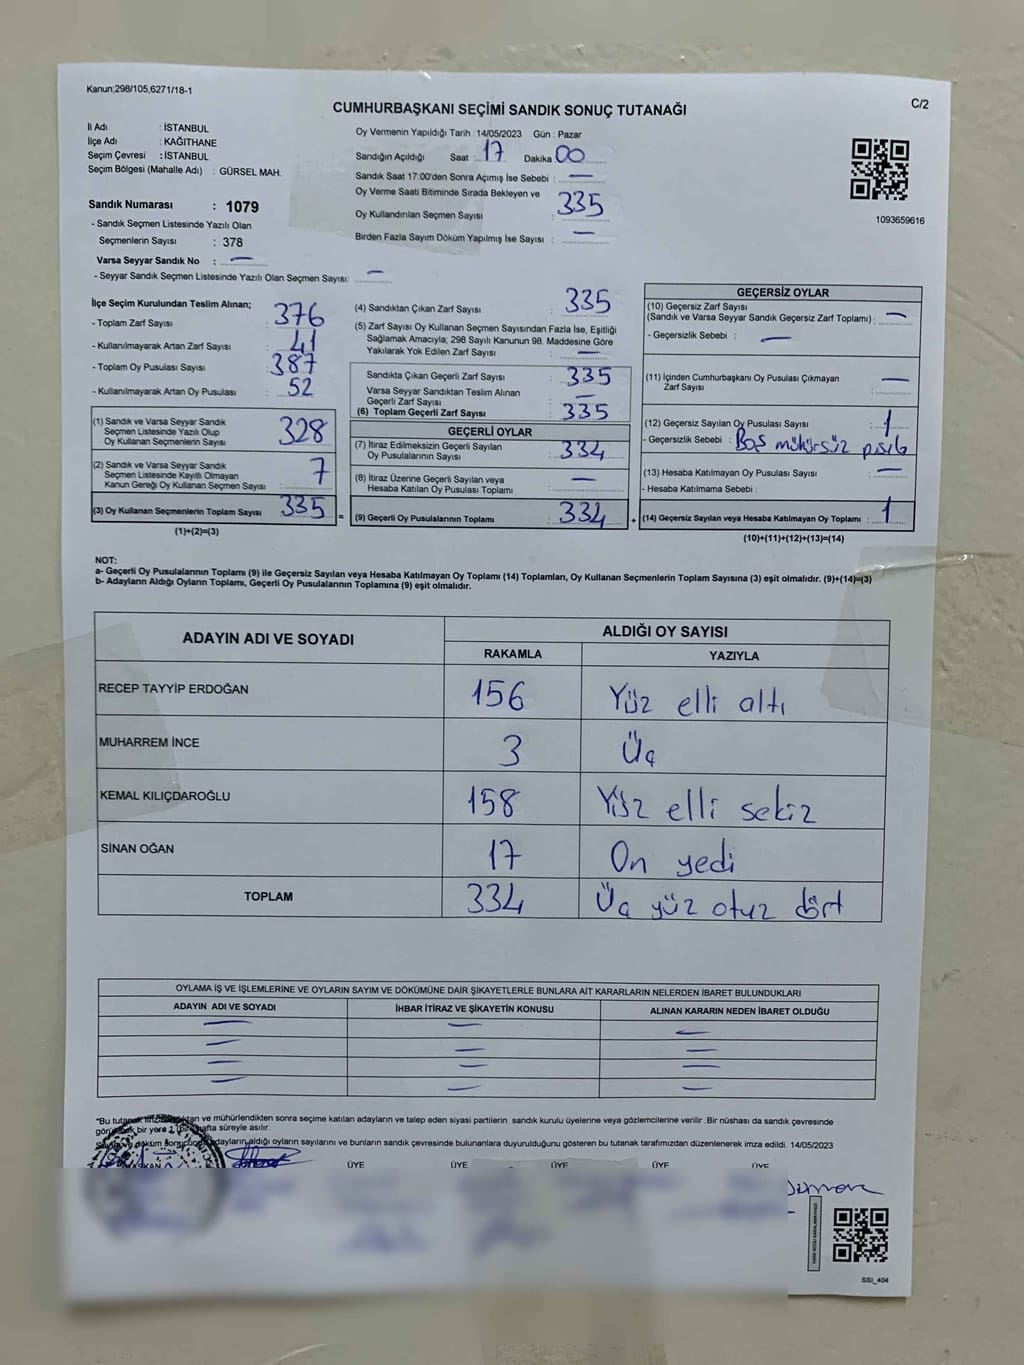 Kanun;298/105,6271/18-1
C/2
CUMHURBAŞKANI SEÇİMİ SANDIK SONUÇ TUTANAĞI
İl Adı : İSTANBUL
İlçe Adı : KAĞITHANE
Seçim Çevresi : İSTANBUL
Seçim Bölgesi (Mahalle Adı) : GÜRSEL MAH.
Sandık Numarası : 1079
- Sandık Seçmen Listesinde Yazılı Olan
Seçmenlerin Sayısı : 378
Varsa Seyyar Sandık No : —
- Seyyar Sandık Seçmen Listesinde Yazılı Olan Seçmen Sayısı: —
Oy Vermenin Yapıldığı Tarih : 14/05/2023 Gün : Pazar
Sandığın Açıldığı Saat : 17 Dakika 00
Sandık Saat 17:00'den Sonra Açımış İse Sebebi : —
Oy Verme Saati Bitiminde Sırada Bekleyen ve
Oy Kullandırılan Seçmen Sayısı : 335
Birden Fazla Sayım Döküm Yapılmış İse Sayısı : —
1093659616
İlçe Seçim Kurulundan Teslim Alınan;
- Toplam Zarf Sayısı : 376
- Kullanılmayarak Artan Zarf Sayısı : 41
- Toplam Oy Pusulası Sayısı : 387
- Kullanılmayarak Artan Oy Pusulası : 52
(1) Sandık ve Varsa Seyyar Sandık
Seçmen Listesinde Yazılı Olup
Oy Kullanan Seçmenlerin Sayısı : 328
(2) Sandık ve Varsa Seyyar Sandık
Seçmen Listesinde Kayıtlı Olmayan
Kanun Gereği Oy Kullanan Seçmen Sayısı : 7
(3) Oy Kullanan Seçmenlerin Toplam Sayısı : 335
(1)+(2)=(3)
(4) Sandıktan Çıkan Zarf Sayısı : 335
(5) Zarf Sayısı Oy Kullanan Seçmen Sayısından Fazla İse, Eşitliği
Sağlamak Amacıyla; 298 Sayılı Kanunun 98. Maddesine Göre
Yakılarak Yok Edilen Zarf Sayısı : —
Sandıkta Çıkan Geçerli Zarf Sayısı : 335
Varsa Seyyar Sandıktan Teslim Alınan
Geçerli Zarf Sayısı : —
(6) Toplam Geçerli Zarf Sayısı : 335
GEÇERLİ OYLAR
(7) İtiraz Edilmeksizin Geçerli Sayılan
Oy Pusulalarının Sayısı : 334
(8) İtiraz Üzerine Geçerli Sayılan veya
Hesaba Katılan Oy Pusulası Toplamı : —
(9) Geçerli Oy Pusulalarının Toplamı : 334
GEÇERSİZ OYLAR
(10) Geçersiz Zarf Sayısı
(Sandık ve Varsa Seyyar Sandık Geçersiz Zarf Toplamı) : —
- Geçersizlik Sebebi : —
(11) İçinden Cumhurbaşkanı Oy Pusulası Çıkmayan
Zarf Sayısı : —
(12) Geçersiz Sayılan Oy Pusulası Sayısı : 1
- Geçersizlik Sebebi : Boş mühürsüz
(13) Hesaba Katılmayan Oy Pusulası Sayısı : —
- Hesaba Katılmama Sebebi :
(14) Geçersiz Sayılan veya Hesaba Katılmayan Oy Toplamı : 1
(10)+(11)+(12)+(13)=(14)
NOT:
a- Geçerli Oy Pusulalarının Toplamı (9) ile Geçersiz Sayılan veya Hesaba Katılmayan Oy Toplamı (14) Toplamları, Oy Kullanan Seçmenlerin Toplam Sayısına (3) eşit olmalıdır. (9)+(14)=(3)
b- Adayların Aldığı Oyların Toplamı, Geçerli Oy Pusulalarının Toplamına (9) eşit olmalıdır.
ADAYIN ADI VE SOYADI ALDIĞI OY SAYISI
RAKAMLA YAZIYLA
RECEP TAYYİP ERDOĞAN 156 Yüz elli altı
MUHARREM İNCE 3 Üç
KEMAL KILIÇDAROĞLU 158 Yüz elli sekiz
SİNAN OĞAN 17 On yedi
TOPLAM 334 Üç yüz otuz dört
OYLAMA İŞ VE İŞLEMLERİNE VE OYLARIN SAYIM VE DÖKÜMÜNE DAİR ŞİKAYETLERLE BUNLARA AİT KARARLARIN NELERDEN İBARET BULUNDUKLARI
ADAYIN ADI VE SOYADI İHBAR İTİRAZ VE ŞİKAYETİN KONUSU ALINAN KARARIN NEDEN İBARET OLDUĞU
*Bu ve mühürlendikten sonra seçime katılan adayların ve talep eden siyasi partilerin sandık kurulu üyelerine veya gözlemcilerine verilir .Bir nüshası da sandık çevresinde
bir yere süreyle asılır.
döküm adayların aldığı oyların sayılarını ve bunların sandık çevresinde bulunanlara duyurulduğunu gösteren bu tutanak tarafımızdan düzenlenerek imza edildi. 14/05/2023
ÜYE ÜYE ÜYE ÜYE ÜYE
SSI_404